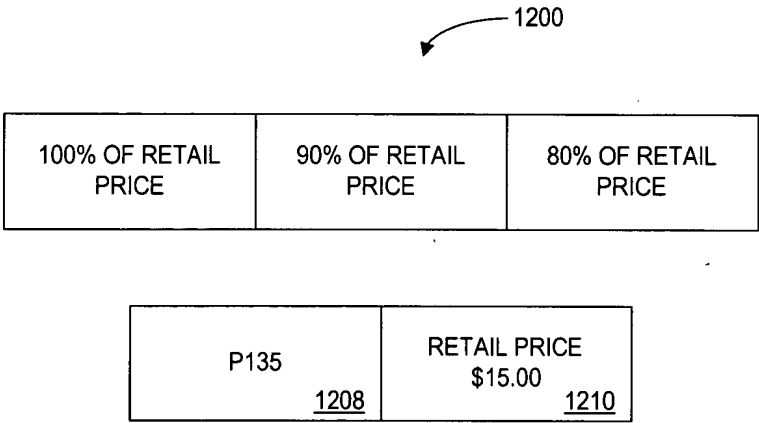 1200
100% OF RETAIL PRICE
90% OF RETAIL PRICE
80% OF RETAIL PRICE
P135
1208
RETAIL PRICE
$15.00
1210